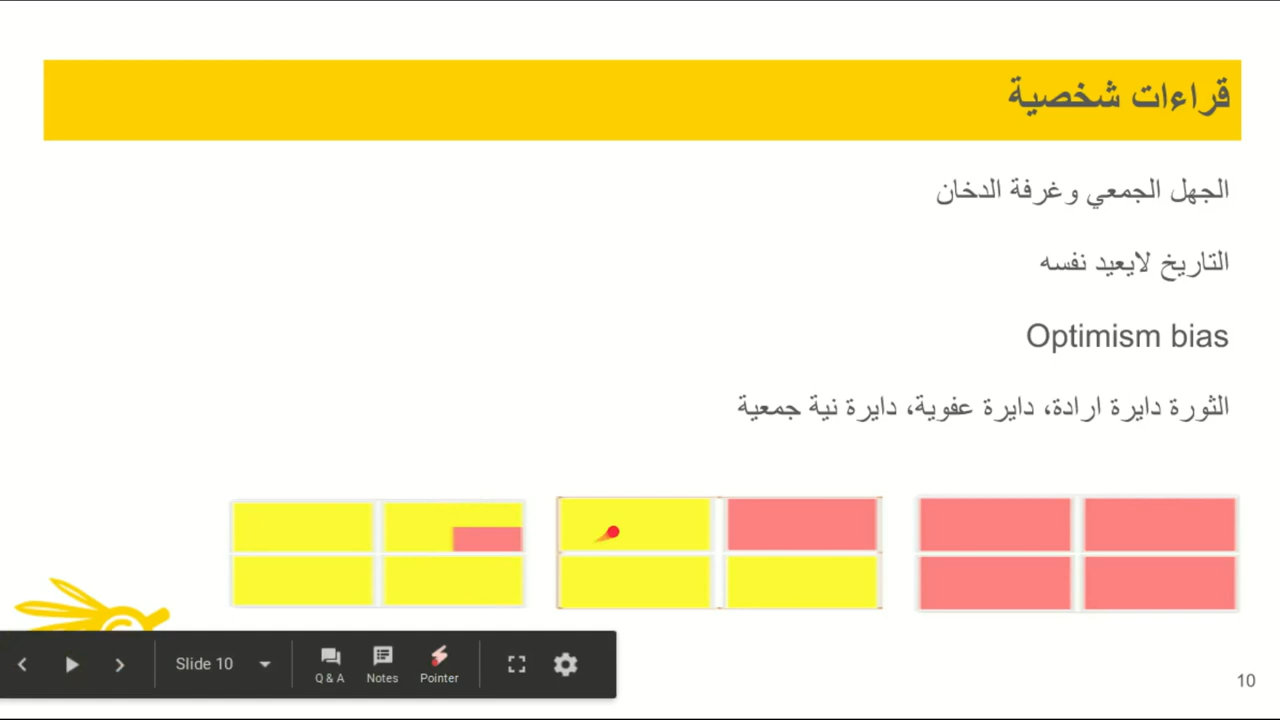 قراءات شخصية
الجهل الجمعي وغرفة الدخان
التاريخ لايعيد نفسه
Optimism bias
الثورة دايرة ارادة، دايرة عفوية، دايرة نية جمعية
Slide 10
Q & A
Notes
Pointer
10